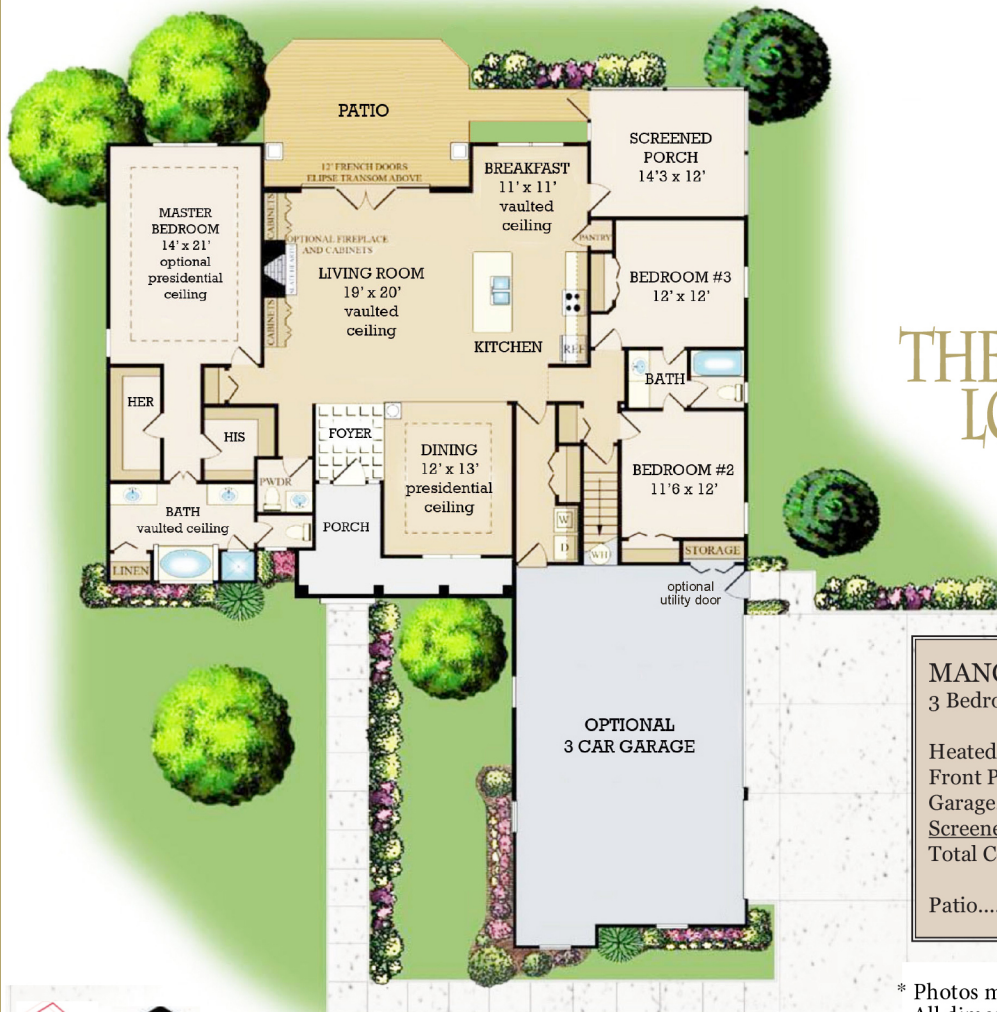 PATIO
SCREENED
PORCH
14'3 x 12'
12' FRENCH DOORS
ELIPSE TRANSOM ABOVE
BREAKFAST
11' x 11'
vaulted
ceiling
MASTER
BEDROOM
14' x 21'
optional
presidential
ceiling
CABINETS
OPTIONAL FIREPLACE
AND CABINETS
PANTRY
LIVING ROOM
19' x 20'
vaulted
ceiling
BEDROOM #3
12' x 12'
CABINETS
KITCHEN
REF
BATH
HER
HIS
FOYER
DINING
12' x 13'
presidential
ceiling
BEDROOM #2
11'6 x 12'
PWDR
BATH
vaulted ceiling
PORCH
W
D
WH
STORAGE
LINEN
optional
utility door
OPTIONAL
3 CAR GARAGE
THE
LO
MANO
3 Bedro
Heated
Front P
Garage
Screene
Total C
Patio....
* Photos m
All dime